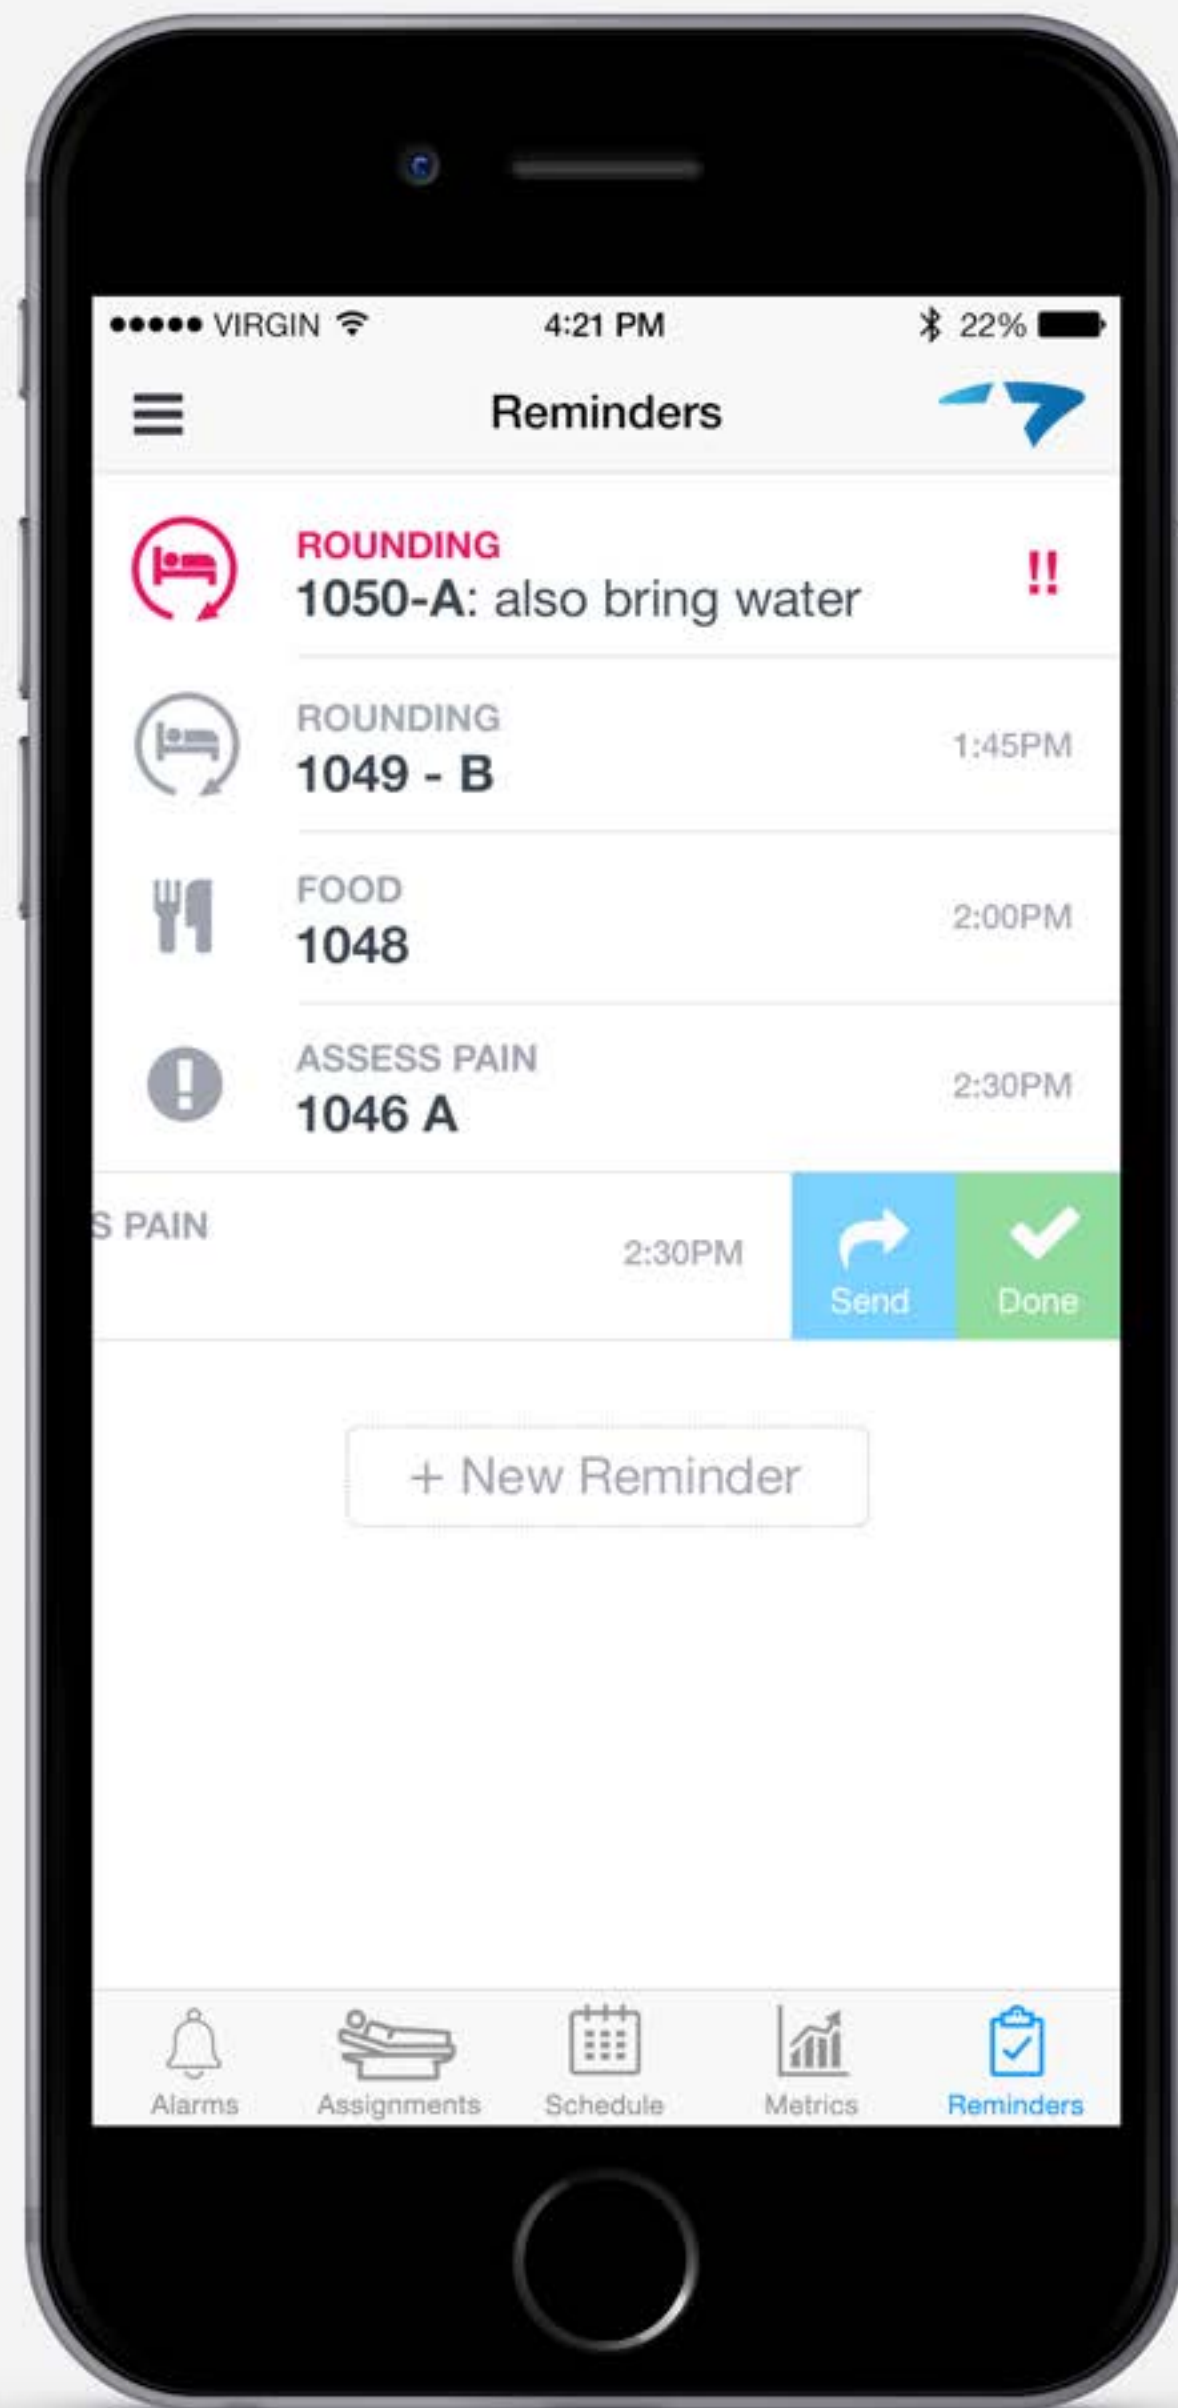 VIRGIN 4:21 PM 22%
Reminders
ROUNDING
1050-A: also bring water !!
ROUNDING
1049 - B
1:45PM
FOOD
1048
2:00PM
ASSESS PAIN
1046 A
2:30PM
S PAIN
2:30PM
Send Done
+ New Reminder
Alarms Assignments Schedule Metrics Reminders